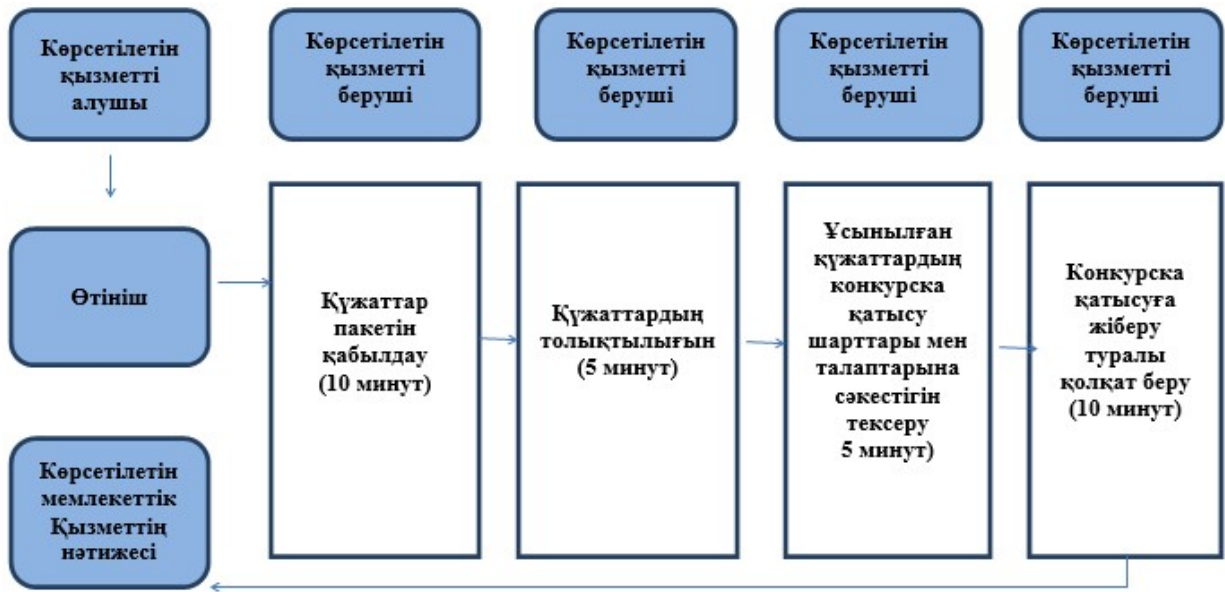 Көрсетілетін
қызметті
алушы
Көрсетілетін
қызметті
беруші
Көрсетілетін
қызметті
беруші
Көрсетілетін
қызметті
беруші
Көрсетілетін
қызметті
беруші
Өтініш
Құжаттар
пакетін
қабылдау
(10 минут)
Құжаттардың
толықтылығын
(5 минут)
Ұсынылған
құжаттардың
конкурска
қатысу
шарттары мен
талаптарына
сәкестігін
тексеру
5 минут)
Конкурска
қатысуға
жіберу
туралы
қолқат беру
(10 минут)
Көрсетілетін
мемлекеттік
Қызметтің
нәтижесі